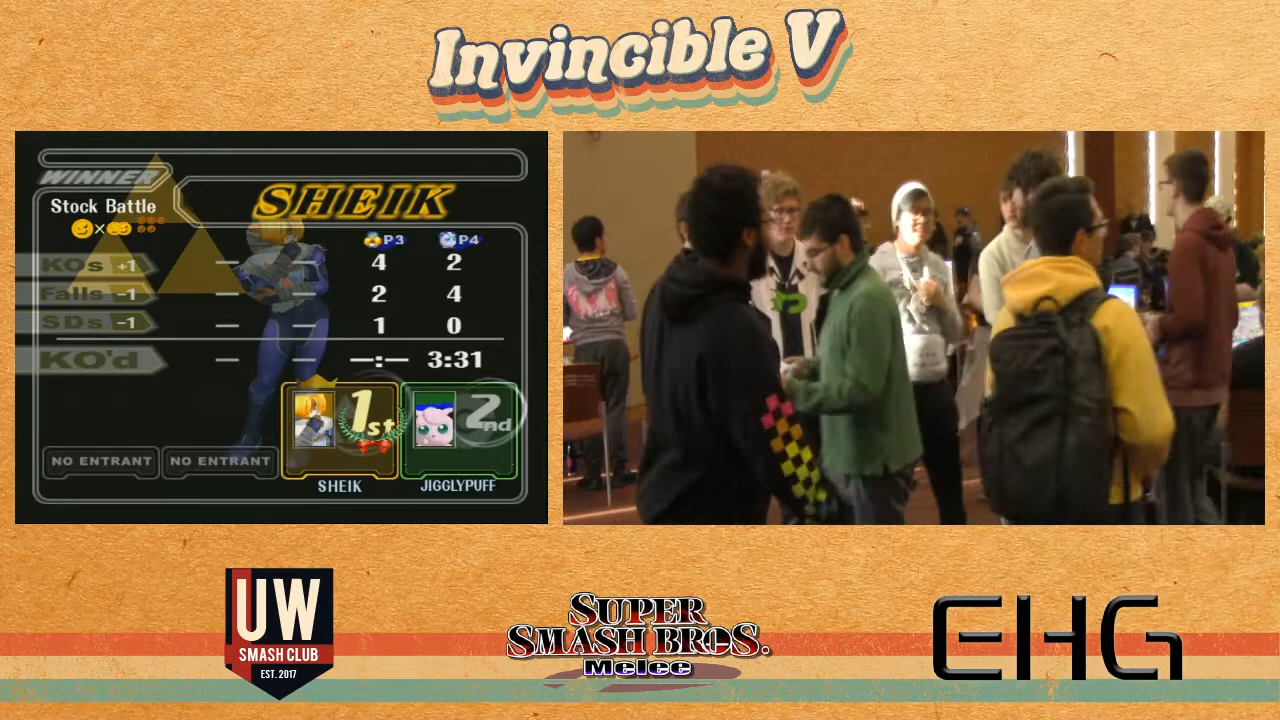 Invincible V
WINNER
Stock Battle
SHEIK
P3 P4
KOs +1 — — 4 2
Falls -1 — — 2 4
SDs -1 — — 1 0
KO'd — — —:— 3:31
1st 2nd
NO ENTRANT NO ENTRANT
SHEIK JIGGLYPUFF
UW
SMASH CLUB
EST. 2017
SUPER
SMASH BROS.
Melee
EHG